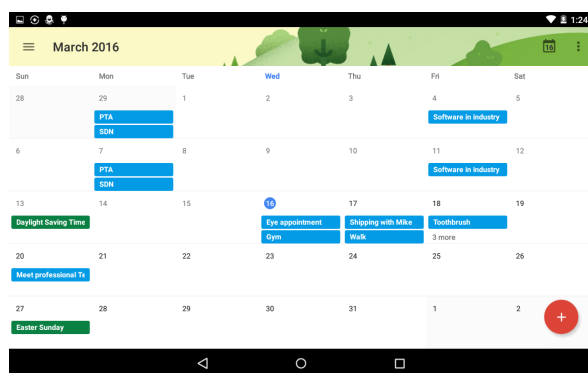 1:24
March 2016
16
Sun Mon Tue Wed Thu Fri Sat
28 29 1 2 3 4 5
PTA Software in industry
SDN
6 7 8 9 10 11 12
PTA Software in industry
SDN
13 14 15 16 17 18 19
Daylight Saving Time Eye appointment Shipping with Mike Toothbrush
Gym Walk 3 more
20 21 22 23 24 25 26
Meet professional Te
27 28 29 30 31 1 2
Easter Sunday